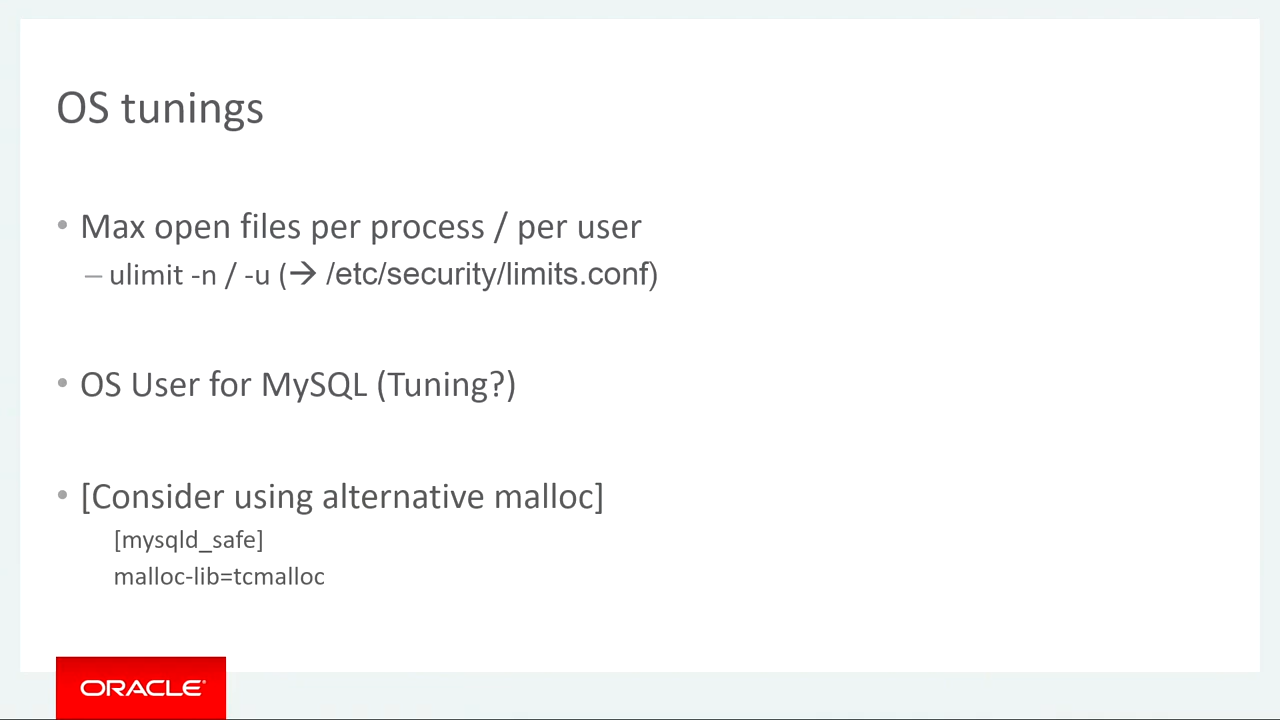 OS tunings
• Max open files per process / per user
– ulimit -n / -u (→ /etc/security/limits.conf)
• OS User for MySQL (Tuning?)
• [Consider using alternative malloc]
[mysqld_safe]
malloc-lib=tcmalloc
ORACLE®